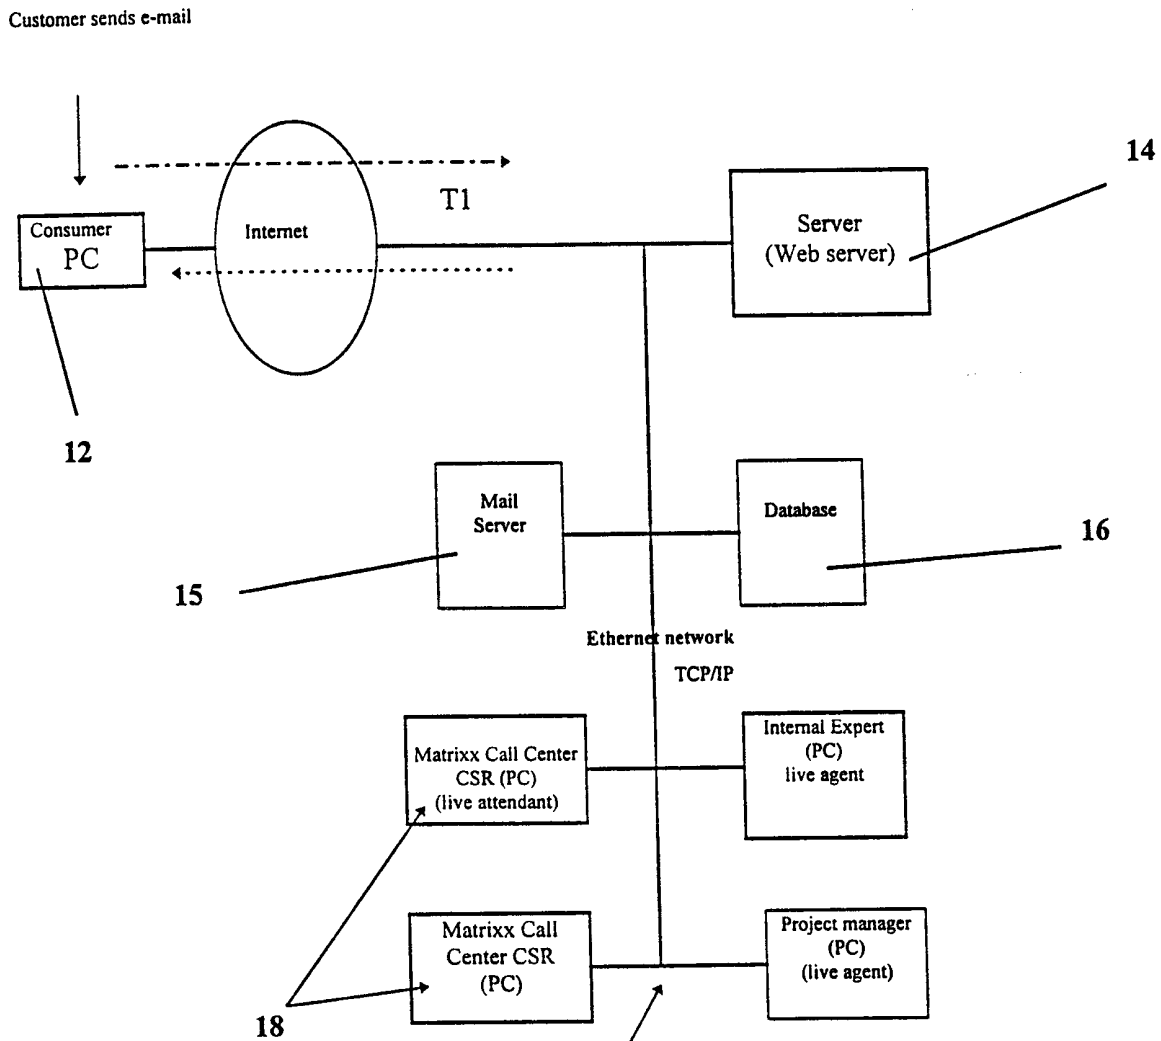 Customer sends e-mail
14
T1
Consumer
PC
Internet
Server
(Web server)
12
Mail
Server
Database
16
15
Ethernet network
TCP/IP
Matrixx Call Center
CSR (PC)
(live attendant)
Internal Expert
(PC)
live agent
Matrixx Call
Center CSR
(PC)
Project manager
(PC)
(live agent)
18